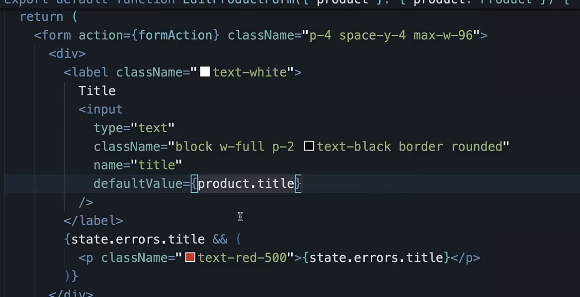 export default function EditProductForm({ product }: { product: Product }) {
return (
<form action={formAction} className="p-4 space-y-4 max-w-96">
<div>
<label className="text-white">
Title
<input
type="text"
className="block w-full p-2 text-black border rounded"
name="title"
defaultValue={product.title}
/>
</label>
{state.errors.title && (
<p className="text-red-500">{state.errors.title}</p>
)}
</div>